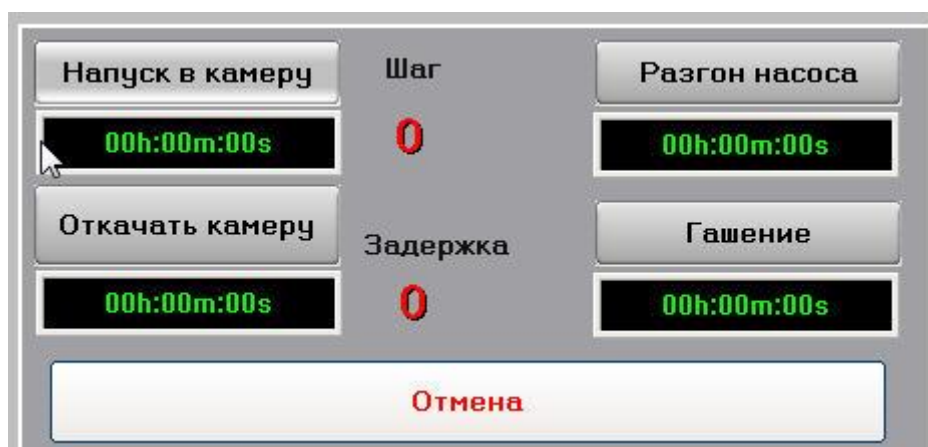 Напуск в камеру
Шаг
Разгон насоса
00h:00m:00s
0
00h:00m:00s
Откачать камеру
Задержка
Гашение
00h:00m:00s
0
00h:00m:00s
Отмена